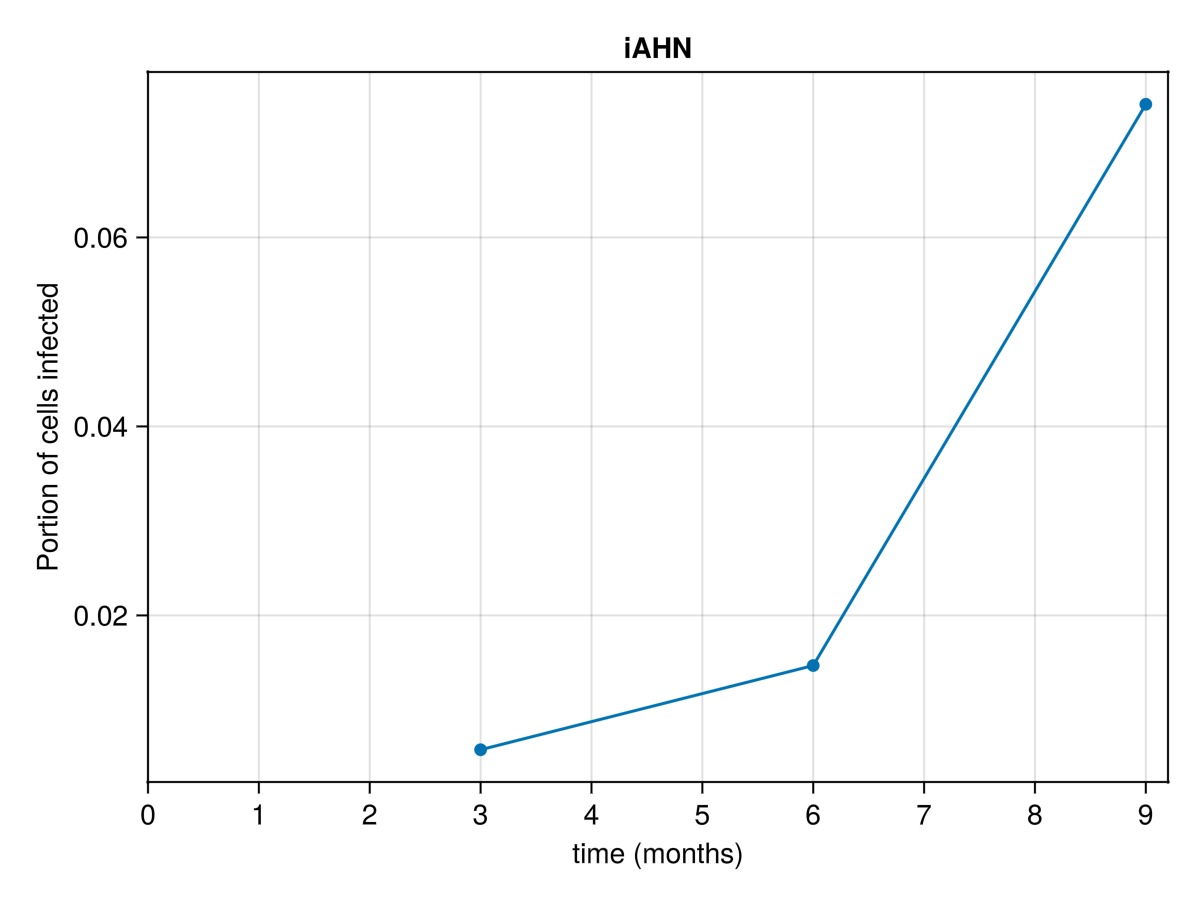 iAHN
0.06
0.04
0.02
Portion of cells infected
0 1 2 3 4 5 6 7 8 9
time (months)